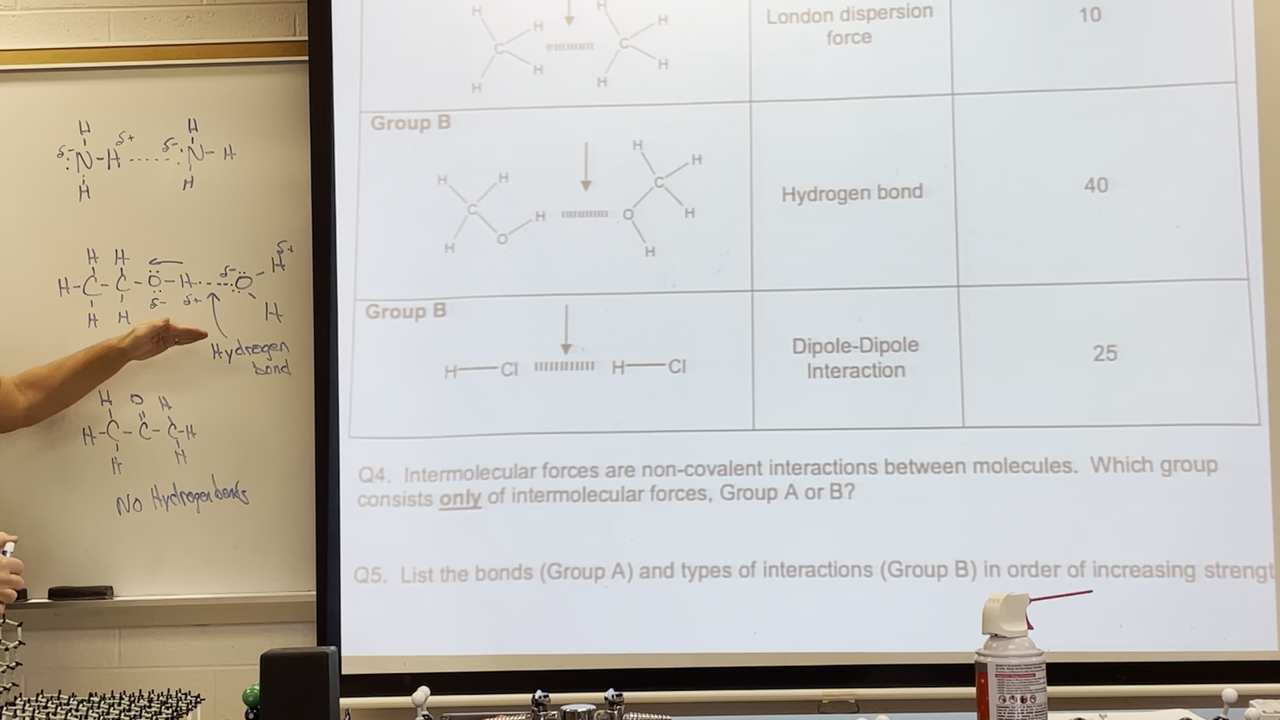 H
δ+
H
δ-
:N-H
δ-
:N-H
H
H
H H
H-C-C-Ö-H
δ- δ+
δ-
:O
H
δ+
H
H H
Hydrogen
bond
H O H
H-C-C-C-H
H
H
No Hydrogen bonds
H
H
C
H
H
H
C
H
H
H
London dispersion
force
10
Group B
H
H
C
H
O
H
O
H
C
H
H
H
Hydrogen bond
40
Group B
H
Cl
H
Cl
Dipole-Dipole
Interaction
25
Q4. Intermolecular forces are non-covalent interactions between molecules. Which group
consists only of intermolecular forces, Group A or B?
Q5. List the bonds (Group A) and types of interactions (Group B) in order of increasing strengt